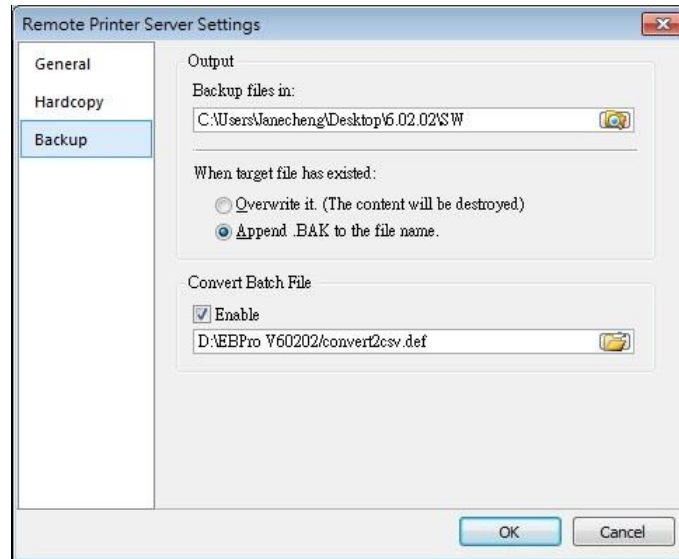 Remote Printer Server Settings
General
Hardcopy
Backup
Output
Backup files in:
C:\Users\Janecheng\Desktop\6.02.02\SW
When target file has existed:
Overwrite it. (The content will be destroyed)
Append .BAK to the file name.
Convert Batch File
Enable
D:\EBPro V60202/convert2csv.def
OK
Cancel